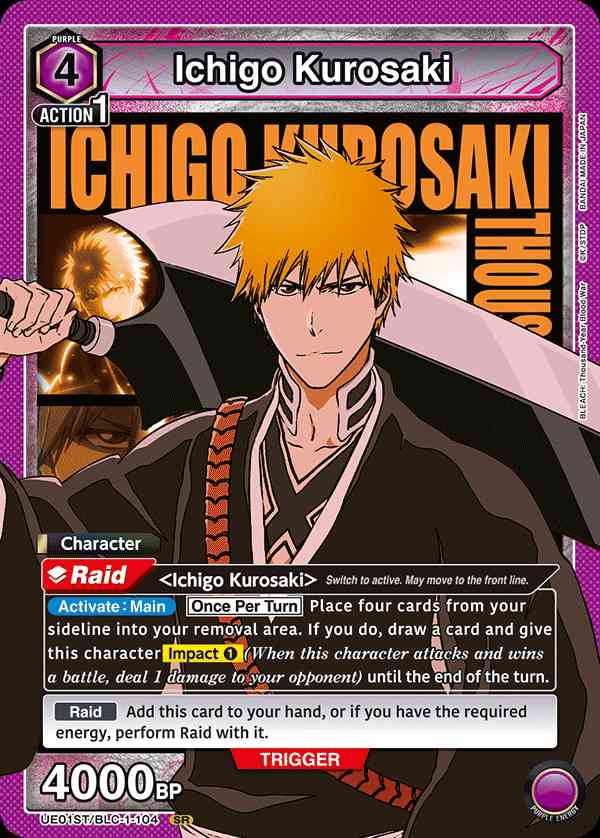 PURPLE
4
Ichigo Kurosaki
ACTION 1
ICHIGO KUROSAKI
THOUS
BLEACH: Thousand-Year Blood War ©K/STDP BANDAI MADE IN JAPAN
Character
Raid <Ichigo Kurosaki> Switch to active. May move to the front line.
Activate: Main Once Per Turn Place four cards from your
sideline into your removal area. If you do, draw a card and give
this character Impact 1 (When this character attacks and wins
a battle, deal 1 damage to your opponent) until the end of the turn.
Raid Add this card to your hand, or if you have the required
energy, perform Raid with it.
TRIGGER
4000BP
UE01ST/BLC-1-104 SR
PURPLE ENERGY